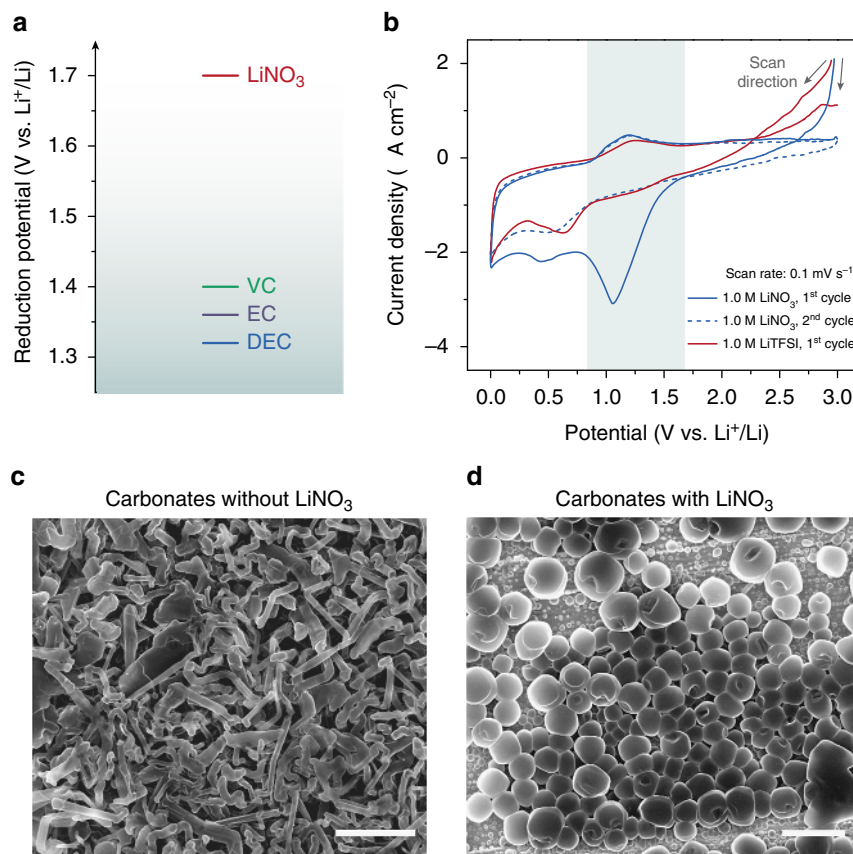 a
Reduction potential (V vs. Li⁺/Li)
1.7
1.6
1.5
1.4
1.3
LiNO₃
VC
EC
DEC
b
Current density ( A cm⁻²)
2
0
−2
−4
Scan
direction
Scan rate: 0.1 mV s⁻¹
1.0 M LiNO₃, 1ˢᵗ cycle
1.0 M LiNO₃, 2ⁿᵈ cycle
1.0 M LiTFSI, 1ˢᵗ cycle
0.0 0.5 1.0 1.5 2.0 2.5 3.0
Potential (V vs. Li⁺/Li)
c
Carbonates without LiNO₃
d
Carbonates with LiNO₃